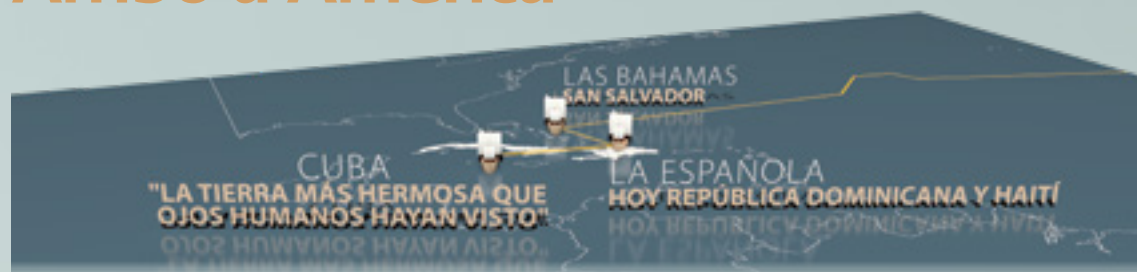 a América
LAS BAHAMAS
SAN SALVADOR
CUBA
"LA TIERRA MÁS HERMOSA QUE
OJOS HUMANOS HAYAN VISTO"
LA ESPAÑOLA
HOY REPÚBLICA DOMINICANA Y HAITÍ